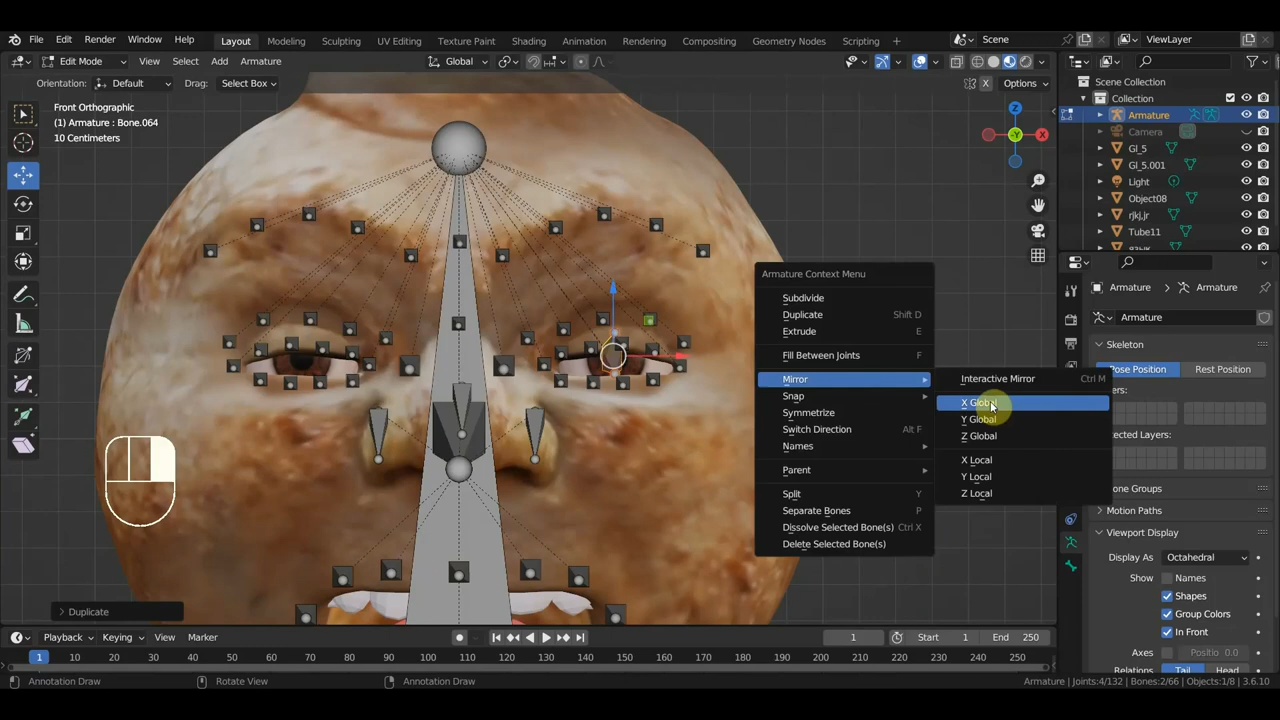 File Edit Render Window Help Layout Modeling Sculpting UV Editing Texture Paint Shading Animation Rendering Compositing Geometry Nodes Scripting + Scene ViewLayer
Edit Mode View Select Add Armature Global
Orientation: Default Drag: Select Box X Options
Front Orthographic
(1) Armature : Bone.064
10 Centimeters
Z
-Y
X
Scene Collection
Collection
Armature
Camera
Gl_5
Gl_5.001
Light
Object08
rjkj.jr
Tube11
Armature Armature
Armature
Skeleton
Pose Position Rest Position
Bone Groups
Motion Paths
Viewport Display
Display As Octahedral
Show Names
Shapes
Group Colors
In Front
Axes Positio 0.0
Relations Tail Head
Armature Context Menu
Subdivide
Duplicate Shift D
Extrude E
Fill Between Joints F
Mirror
Snap
Symmetrize
Switch Direction Alt F
Names
Parent
Split Y
Separate Bones P
Dissolve Selected Bone(s) Ctrl X
Delete Selected Bone(s)
Interactive Mirror Ctrl M
X Global
Y Global
Z Global
X Local
Y Local
Z Local
Duplicate
Playback Keying View Marker 1 Start 1 End 250
1 10 20 30 40 50 60 70 80 90 100 110 120 130 140 150 160 170 180 190 200 210 220 230 240 250
Annotation Draw Rotate View Annotation Draw Armature | Joints:4/132 | Bones:2/66 | Objects:1/8 | 3.6.10